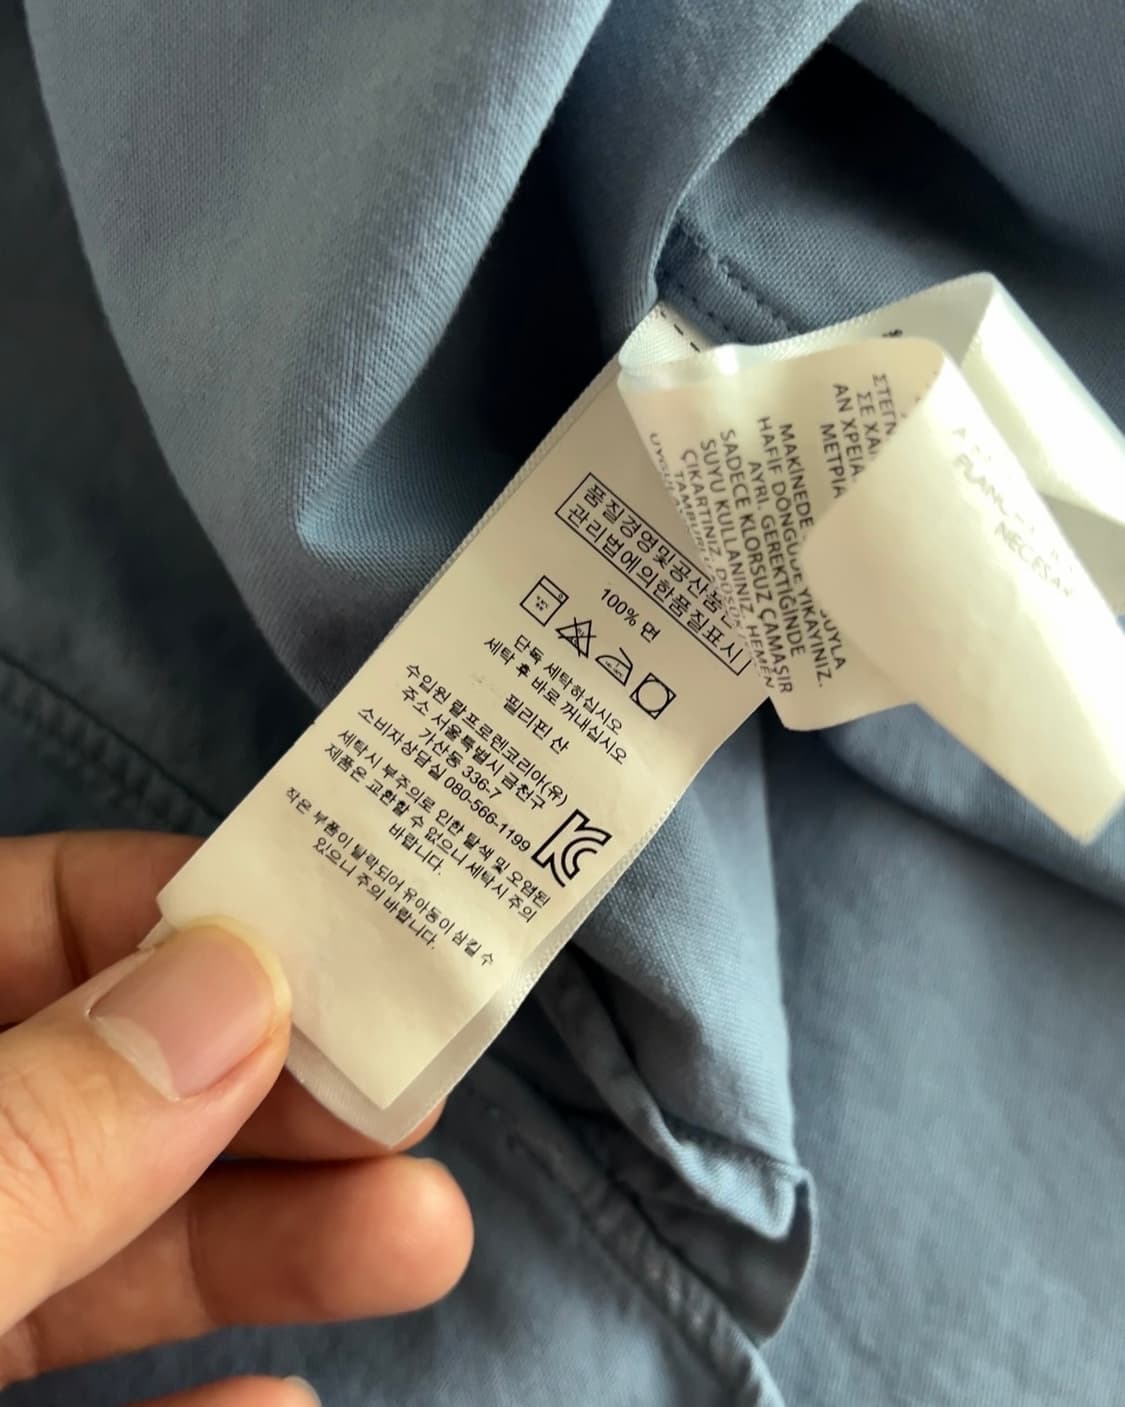 품질경영및공산품안
관리법에의한품질표시
100% 면
단독 세탁하십시오
세탁 후 바로 꺼내십시오
필리핀 산
수입원 랄프로렌코리아(유)
주소 서울특별시 금천구
가산동 336-7
소비자상담실 080-566-1199
세탁시 부주의로 인한 탈색 및 오염된
제품은 교환할 수 없으니 세탁시 주의
바랍니다.
작은 부품이 탈락되어 유아동이 삼킬 수
있으니 주의 바랍니다.
ΣΕ ΧΑ
ΑΝ ΧΡΕΙΑ
ΜΕΤΡΙΑ
MAKİNEDE SUYLA
HAFİF DÖNGÜDE YIKAYINIZ.
AYRI. GEREKTİĞİNDE
SADECE KLORSUZ ÇAMAŞIR
SUYU KULLANINIZ. HEMEN
ÇIKARTINIZ. DÜŞÜK
TAMBURL
NECESAR